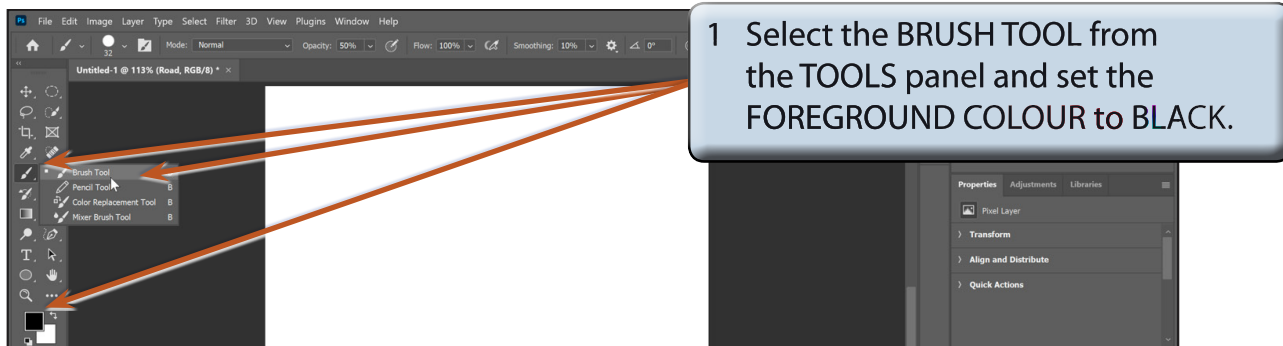 Ps File Edit Image Layer Type Select Filter 3D View Plugins Window Help
32 Mode: Normal Opacity: 50% Flow: 100% Smoothing: 10% 0°
Untitled-1 @ 113% (Road, RGB/8) * ×
1 Select the BRUSH TOOL from
the TOOLS panel and set the
FOREGROUND COLOUR to BLACK.
Brush Tool
Pencil Tool B
Color Replacement Tool B
Mixer Brush Tool B
T
Properties Adjustments Libraries
Pixel Layer
Transform
Align and Distribute
Quick Actions